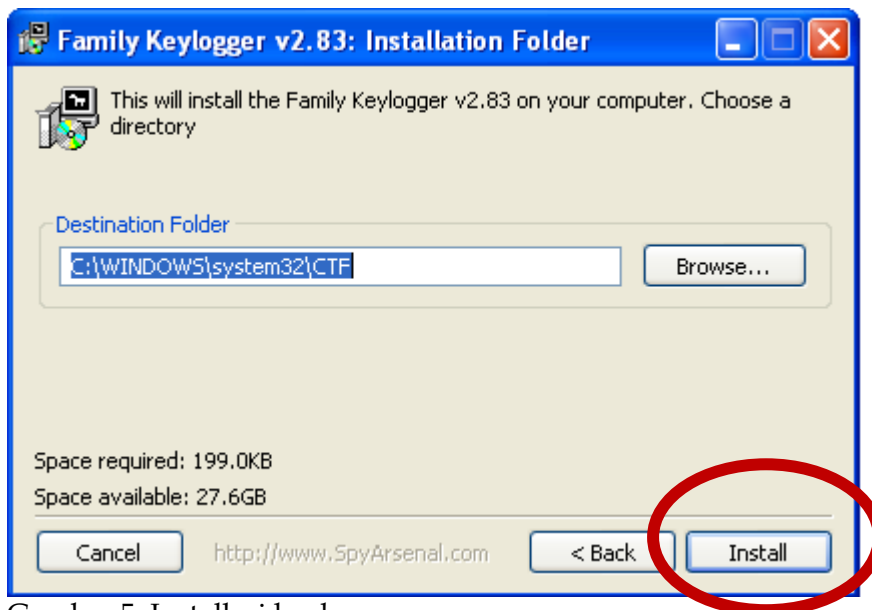 Family Keylogger v2.83: Installation Folder
This will install the Family Keylogger v2.83 on your computer. Choose a
directory
Destination Folder
C:\WINDOWS\system32\CTF
Browse...
Space required: 199.0KB
Space available: 27.6GB
Cancel
http://www.SpyArsenal.com
< Back
Install